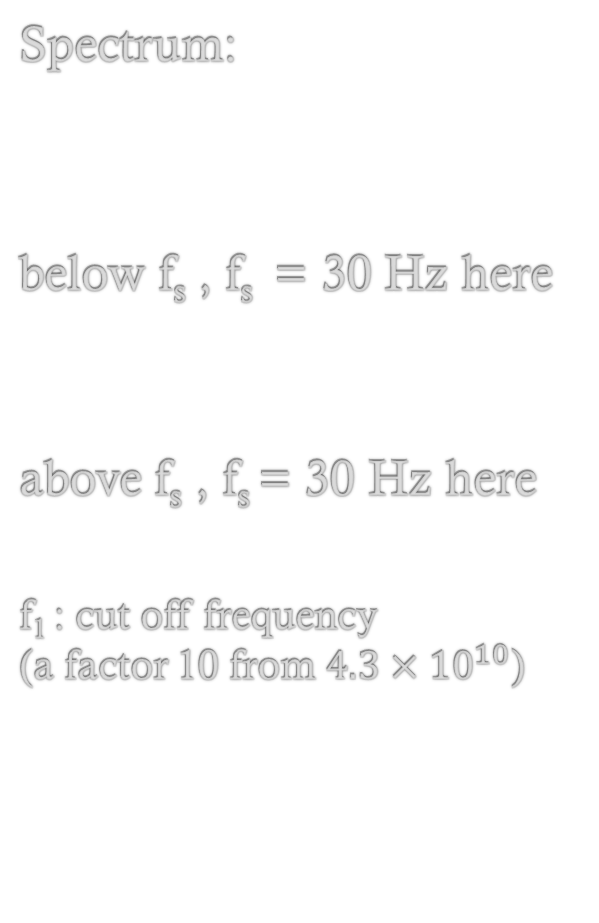 Spectrum:
below fₛ , fₛ = 30 Hz here
above fₛ , fₛ = 30 Hz here
f₁ : cut off frequency
(a factor 10 from 4.3 × 10¹⁰)